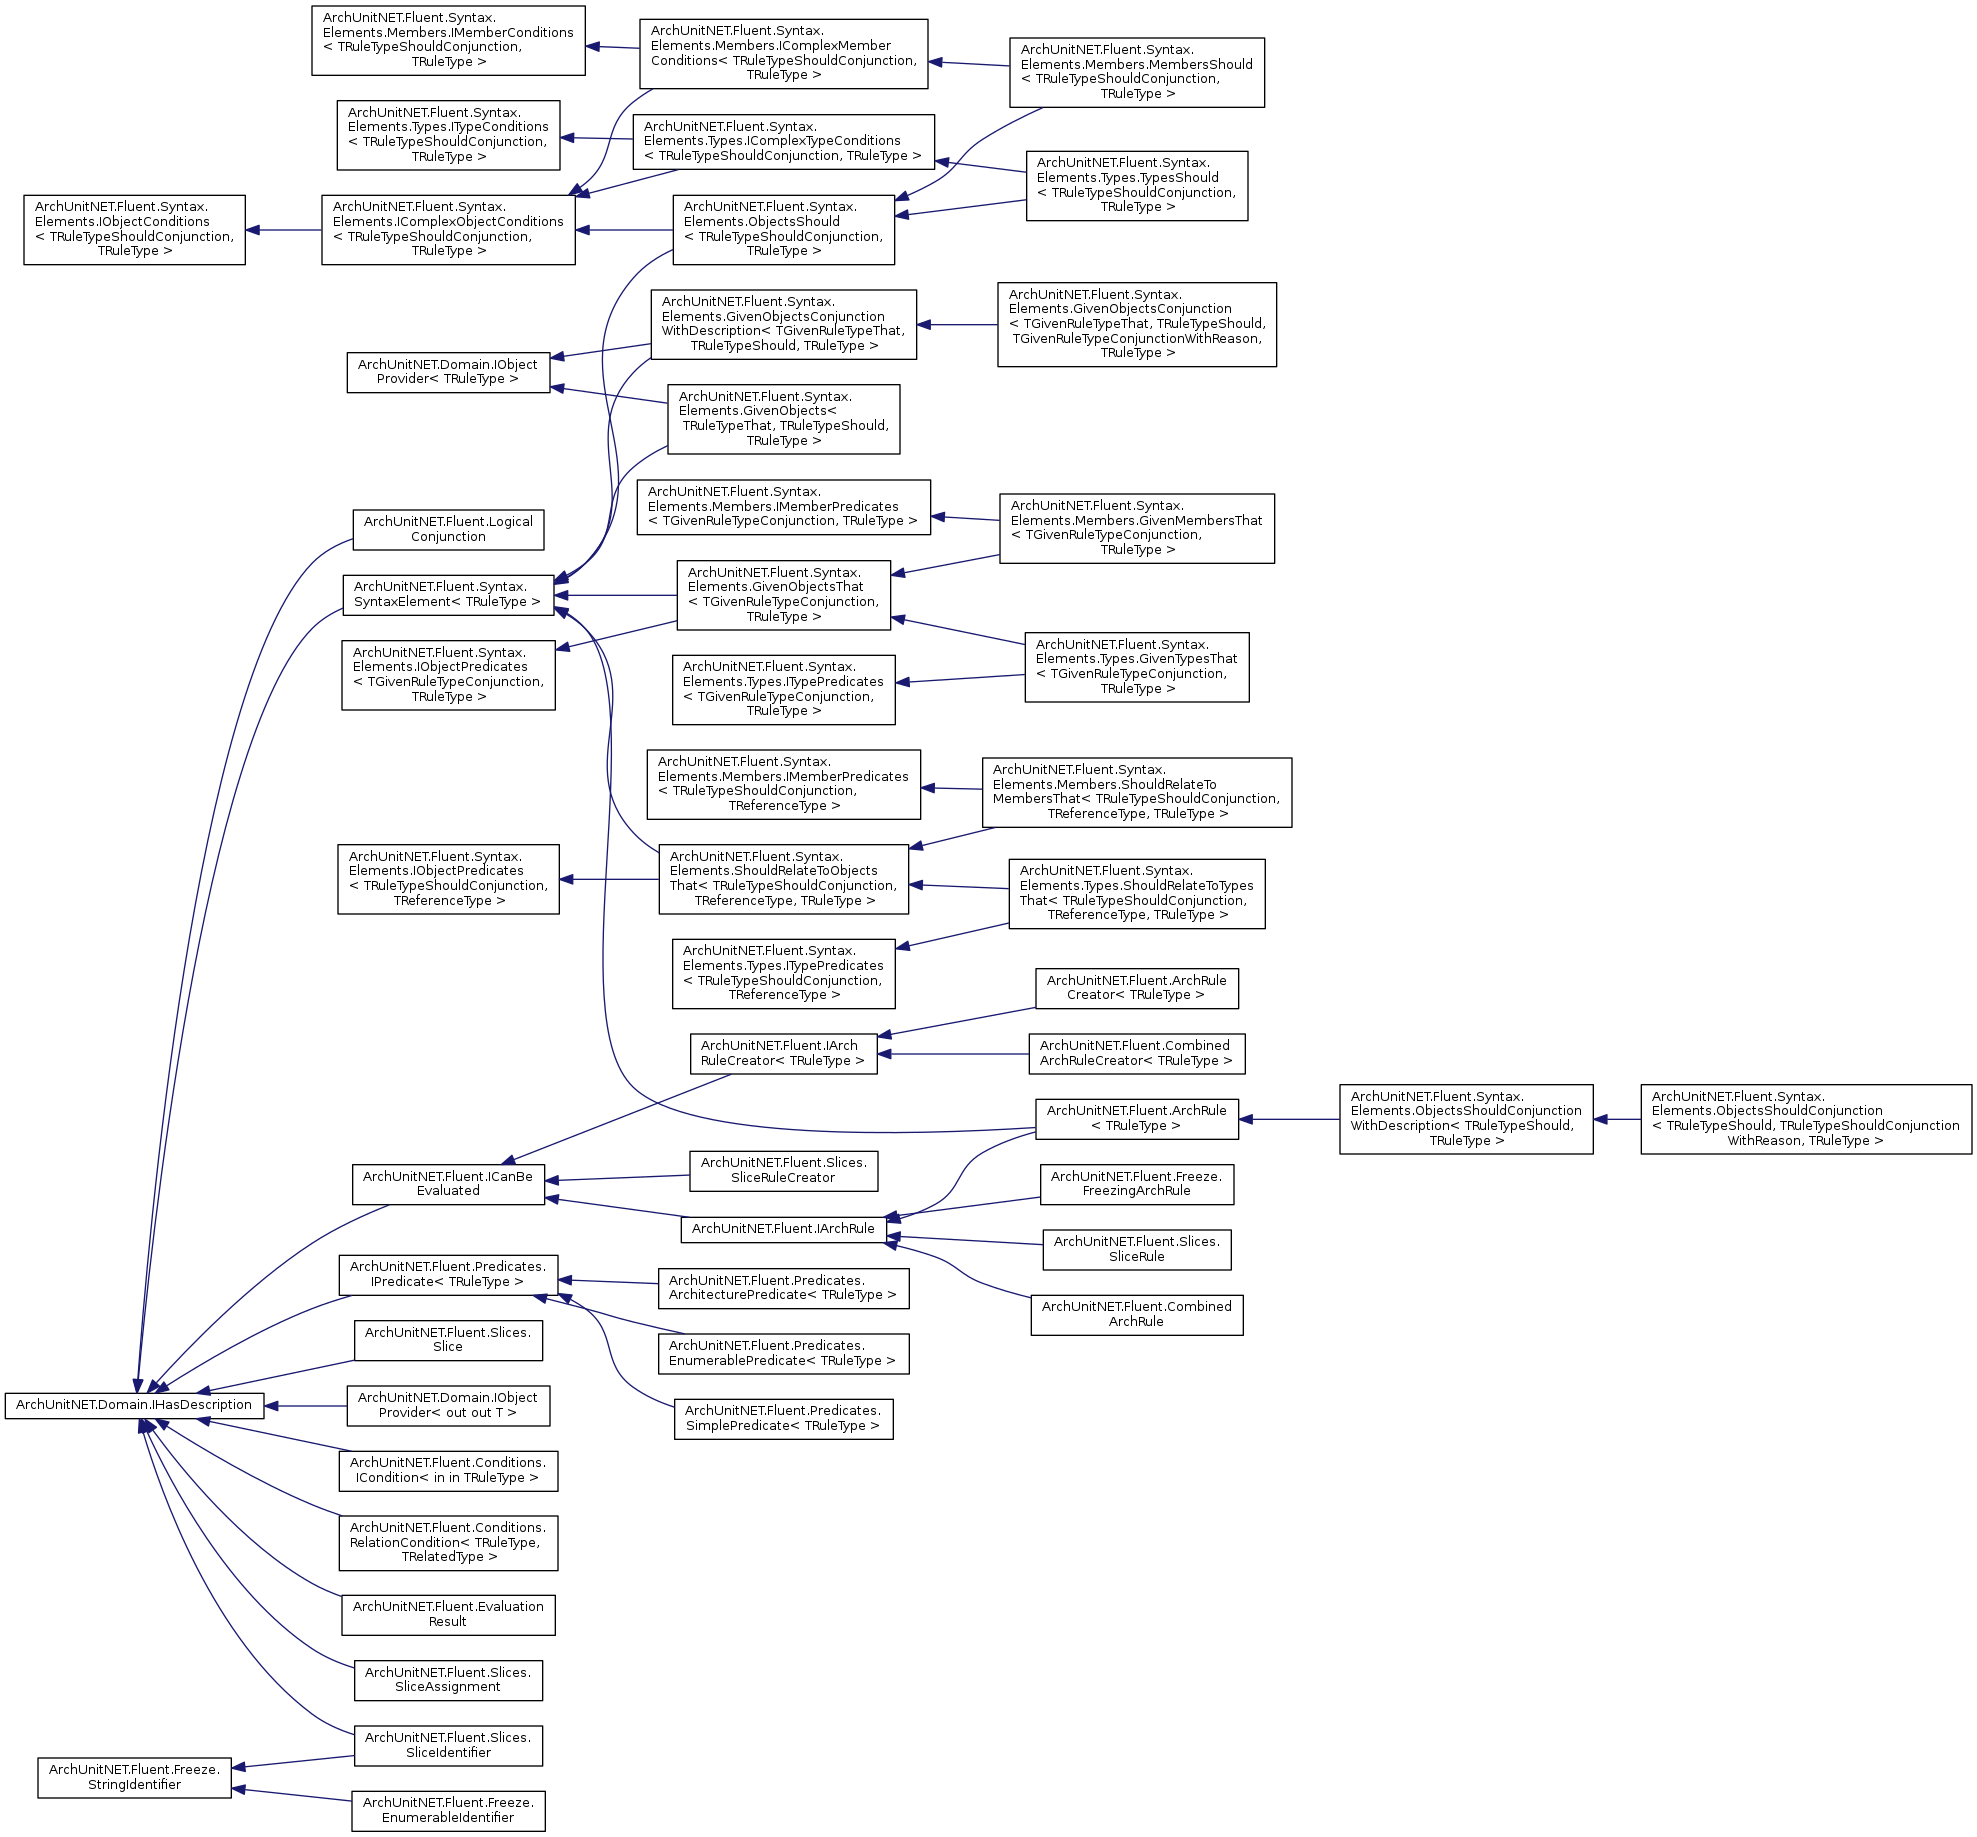 ArchUnitNET.Fluent.Syntax.
Elements.Members.IMemberConditions
< TRuleTypeShouldConjunction,
TRuleType >
ArchUnitNET.Fluent.Syntax.
Elements.Members.IComplexMember
Conditions< TRuleTypeShouldConjunction,
TRuleType >
ArchUnitNET.Fluent.Syntax.
Elements.Members.MembersShould
< TRuleTypeShouldConjunction,
TRuleType >
ArchUnitNET.Fluent.Syntax.
Elements.Types.ITypeConditions
< TRuleTypeShouldConjunction,
TRuleType >
ArchUnitNET.Fluent.Syntax.
Elements.Types.IComplexTypeConditions
< TRuleTypeShouldConjunction, TRuleType >
ArchUnitNET.Fluent.Syntax.
Elements.Types.TypesShould
< TRuleTypeShouldConjunction,
TRuleType >
ArchUnitNET.Fluent.Syntax.
Elements.IObjectConditions
< TRuleTypeShouldConjunction,
TRuleType >
ArchUnitNET.Fluent.Syntax.
Elements.IComplexObjectConditions
< TRuleTypeShouldConjunction,
TRuleType >
ArchUnitNET.Fluent.Syntax.
Elements.ObjectsShould
< TRuleTypeShouldConjunction,
TRuleType >
ArchUnitNET.Fluent.Syntax.
Elements.GivenObjectsConjunction
WithDescription< TGivenRuleTypeThat,
TRuleTypeShould, TRuleType >
ArchUnitNET.Fluent.Syntax.
Elements.GivenObjectsConjunction
< TGivenRuleTypeThat, TRuleTypeShould,
TGivenRuleTypeConjunctionWithReason,
TRuleType >
ArchUnitNET.Domain.IObject
Provider< TRuleType >
ArchUnitNET.Fluent.Syntax.
Elements.GivenObjects<
TRuleTypeThat, TRuleTypeShould,
TRuleType >
ArchUnitNET.Fluent.Logical
Conjunction
ArchUnitNET.Fluent.Syntax.
Elements.Members.IMemberPredicates
< TGivenRuleTypeConjunction, TRuleType >
ArchUnitNET.Fluent.Syntax.
Elements.Members.GivenMembersThat
< TGivenRuleTypeConjunction,
TRuleType >
ArchUnitNET.Fluent.Syntax.
SyntaxElement< TRuleType >
ArchUnitNET.Fluent.Syntax.
Elements.GivenObjectsThat
< TGivenRuleTypeConjunction,
TRuleType >
ArchUnitNET.Fluent.Syntax.
Elements.IObjectPredicates
< TGivenRuleTypeConjunction,
TRuleType >
ArchUnitNET.Fluent.Syntax.
Elements.Types.ITypePredicates
< TGivenRuleTypeConjunction,
TRuleType >
ArchUnitNET.Fluent.Syntax.
Elements.Types.GivenTypesThat
< TGivenRuleTypeConjunction,
TRuleType >
ArchUnitNET.Fluent.Syntax.
Elements.Members.IMemberPredicates
< TRuleTypeShouldConjunction,
TReferenceType >
ArchUnitNET.Fluent.Syntax.
Elements.Members.ShouldRelateTo
MembersThat< TRuleTypeShouldConjunction,
TReferenceType, TRuleType >
ArchUnitNET.Fluent.Syntax.
Elements.IObjectPredicates
< TRuleTypeShouldConjunction,
TReferenceType >
ArchUnitNET.Fluent.Syntax.
Elements.ShouldRelateToObjects
That< TRuleTypeShouldConjunction,
TReferenceType, TRuleType >
ArchUnitNET.Fluent.Syntax.
Elements.Types.ShouldRelateToTypes
That< TRuleTypeShouldConjunction,
TReferenceType, TRuleType >
ArchUnitNET.Fluent.Syntax.
Elements.Types.ITypePredicates
< TRuleTypeShouldConjunction,
TReferenceType >
ArchUnitNET.Fluent.ArchRule
Creator< TRuleType >
ArchUnitNET.Fluent.IArch
RuleCreator< TRuleType >
ArchUnitNET.Fluent.Combined
ArchRuleCreator< TRuleType >
ArchUnitNET.Fluent.ArchRule
< TRuleType >
ArchUnitNET.Fluent.Syntax.
Elements.ObjectsShouldConjunction
WithDescription< TRuleTypeShould,
TRuleType >
ArchUnitNET.Fluent.Syntax.
Elements.ObjectsShouldConjunction
< TRuleTypeShould, TRuleTypeShouldConjunction
WithReason, TRuleType >
ArchUnitNET.Fluent.ICanBe
Evaluated
ArchUnitNET.Fluent.Slices.
SliceRuleCreator
ArchUnitNET.Fluent.Freeze.
FreezingArchRule
ArchUnitNET.Fluent.IArchRule
ArchUnitNET.Fluent.Slices.
SliceRule
ArchUnitNET.Fluent.Combined
ArchRule
ArchUnitNET.Fluent.Predicates.
IPredicate< TRuleType >
ArchUnitNET.Fluent.Predicates.
ArchitecturePredicate< TRuleType >
ArchUnitNET.Fluent.Predicates.
EnumerablePredicate< TRuleType >
ArchUnitNET.Fluent.Predicates.
SimplePredicate< TRuleType >
ArchUnitNET.Fluent.Slices.
Slice
ArchUnitNET.Domain.IHasDescription
ArchUnitNET.Domain.IObject
Provider< out out T >
ArchUnitNET.Fluent.Conditions.
ICondition< in in TRuleType >
ArchUnitNET.Fluent.Conditions.
RelationCondition< TRuleType,
TRelatedType >
ArchUnitNET.Fluent.Evaluation
Result
ArchUnitNET.Fluent.Slices.
SliceAssignment
ArchUnitNET.Fluent.Slices.
SliceIdentifier
ArchUnitNET.Fluent.Freeze.
StringIdentifier
ArchUnitNET.Fluent.Freeze.
EnumerableIdentifier